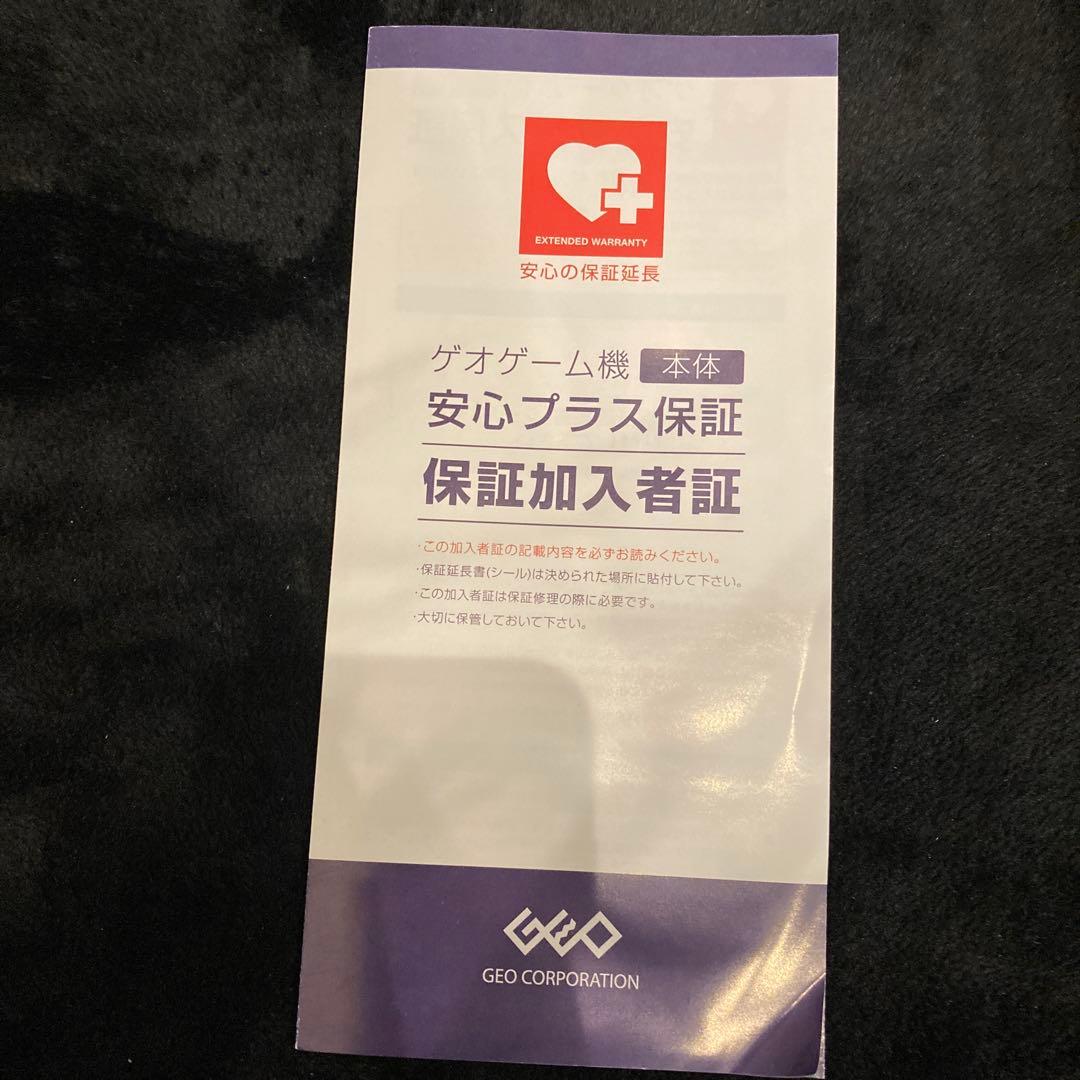 EXTENDED WARRANTY
安心の保証延長
ゲオゲーム機 本体
安心プラス保証
保証加入者証
・この加入者証の記載内容を必ずお読みください。
・保証延長書(シール)は決められた場所に貼付して下さい。
・この加入者証は保証修理の際に必要です。
・大切に保管しておいて下さい。
GEO
GEO CORPORATION